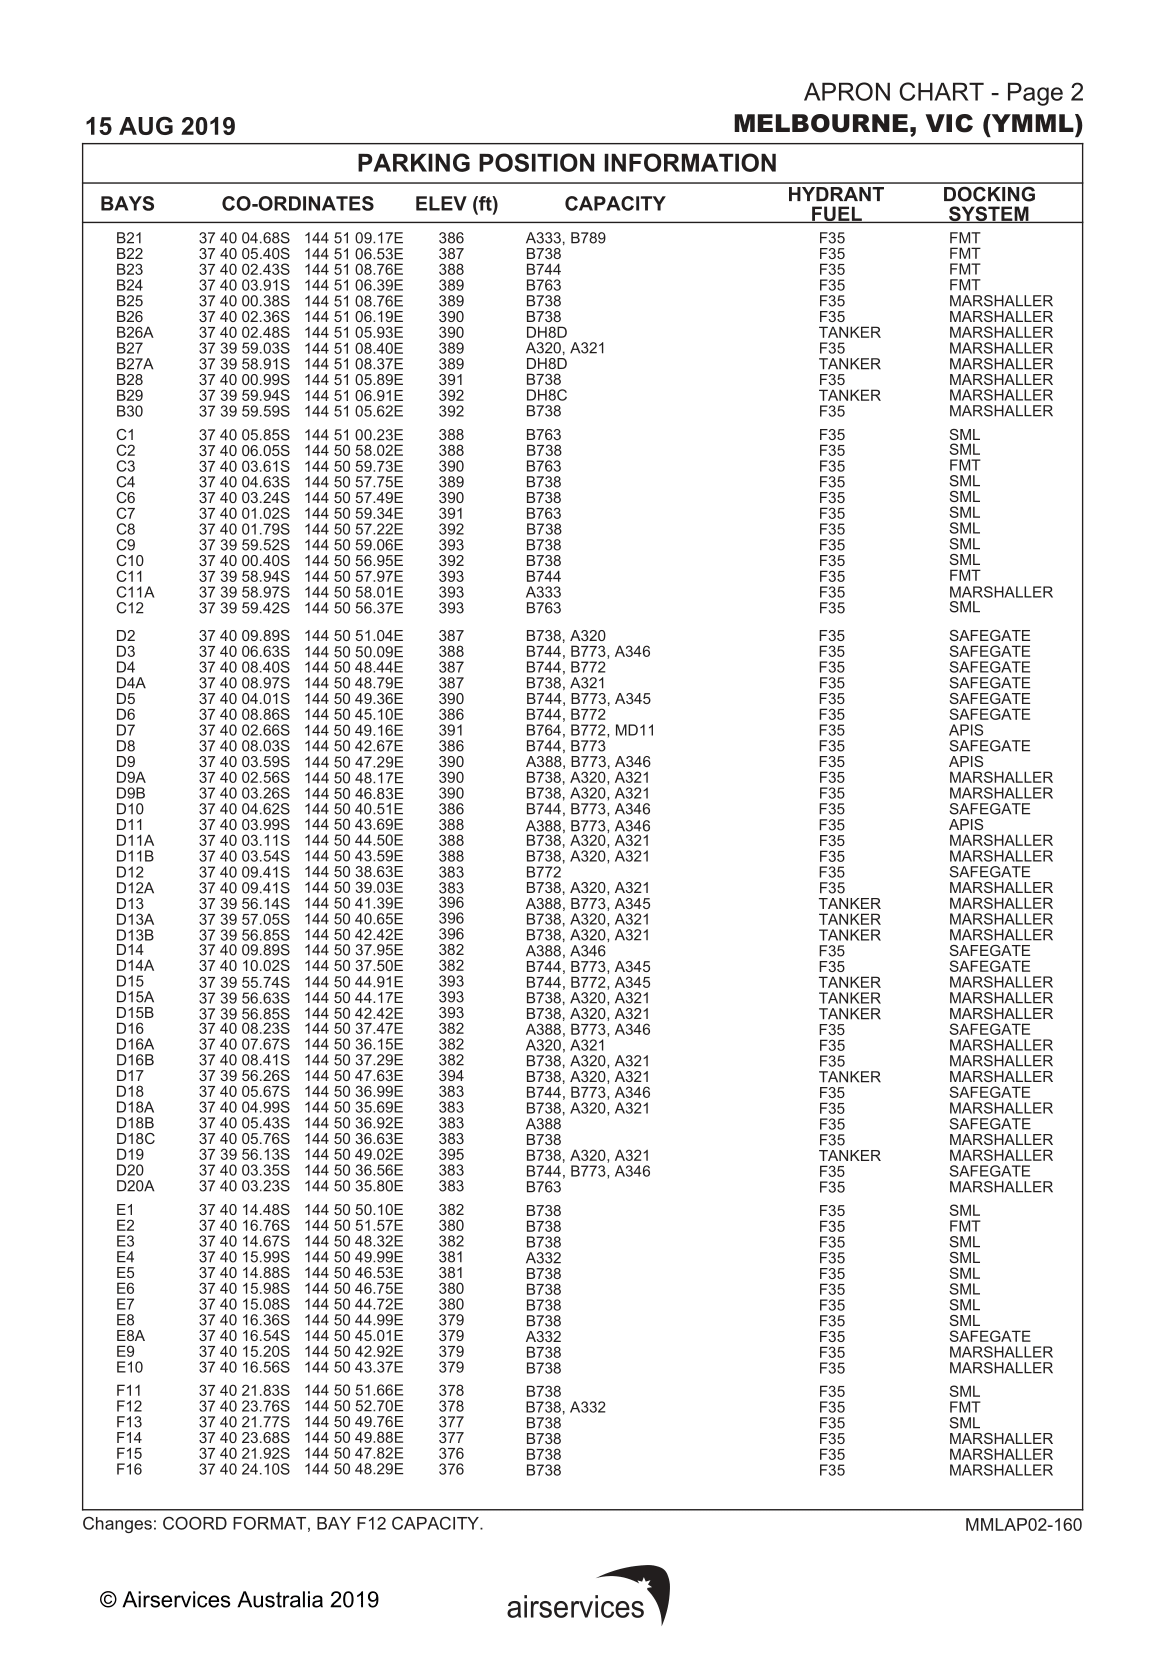 APRON CHART - Page 2
15 AUG 2019 MELBOURNE, VIC (YMML)
PARKING POSITION INFORMATION
BAYS CO-ORDINATES ELEV (ft) CAPACITY HYDRANT FUEL DOCKING SYSTEM
B21 37 40 04.68S 144 51 09.17E 386 A333, B789 F35 FMT
B22 37 40 05.40S 144 51 06.53E 387 B738 F35 FMT
B23 37 40 02.43S 144 51 08.76E 388 B744 F35 FMT
B24 37 40 03.91S 144 51 06.39E 389 B763 F35 FMT
B25 37 40 00.38S 144 51 08.76E 389 B738 F35 MARSHALLER
B26 37 40 02.36S 144 51 06.19E 390 B738 F35 MARSHALLER
B26A 37 40 02.48S 144 51 05.93E 390 DH8D TANKER MARSHALLER
B27 37 39 59.03S 144 51 08.40E 389 A320, A321 F35 MARSHALLER
B27A 37 39 58.91S 144 51 08.37E 389 DH8D TANKER MARSHALLER
B28 37 40 00.99S 144 51 05.89E 391 B738 F35 MARSHALLER
B29 37 39 59.94S 144 51 06.91E 392 DH8C TANKER MARSHALLER
B30 37 39 59.59S 144 51 05.62E 392 B738 F35 MARSHALLER
C1 37 40 05.85S 144 51 00.23E 388 B763 F35 SML
C2 37 40 06.05S 144 50 58.02E 388 B738 F35 SML
C3 37 40 03.61S 144 50 59.73E 390 B763 F35 FMT
C4 37 40 04.63S 144 50 57.75E 389 B738 F35 SML
C6 37 40 03.24S 144 50 57.49E 390 B738 F35 SML
C7 37 40 01.02S 144 50 59.34E 391 B763 F35 SML
C8 37 40 01.79S 144 50 57.22E 392 B738 F35 SML
C9 37 39 59.52S 144 50 59.06E 393 B738 F35 SML
C10 37 40 00.40S 144 50 56.95E 392 B738 F35 SML
C11 37 39 58.94S 144 50 57.97E 393 B744 F35 FMT
C11A 37 39 58.97S 144 50 58.01E 393 A333 F35 MARSHALLER
C12 37 39 59.42S 144 50 56.37E 393 B763 F35 SML
D2 37 40 09.89S 144 50 51.04E 387 B738, A320 F35 SAFEGATE
D3 37 40 06.63S 144 50 50.09E 388 B744, B773, A346 F35 SAFEGATE
D4 37 40 08.40S 144 50 48.44E 387 B744, B772 F35 SAFEGATE
D4A 37 40 08.97S 144 50 48.79E 387 B738, A321 F35 SAFEGATE
D5 37 40 04.01S 144 50 49.36E 390 B744, B773, A345 F35 SAFEGATE
D6 37 40 08.86S 144 50 45.10E 386 B744, B772 F35 SAFEGATE
D7 37 40 02.66S 144 50 49.16E 391 B764, B772, MD11 F35 APIS
D8 37 40 08.03S 144 50 42.67E 386 B744, B773 F35 SAFEGATE
D9 37 40 03.59S 144 50 47.29E 390 A388, B773, A346 F35 APIS
D9A 37 40 02.56S 144 50 48.17E 390 B738, A320, A321 F35 MARSHALLER
D9B 37 40 03.26S 144 50 46.83E 390 B738, A320, A321 F35 MARSHALLER
D10 37 40 04.62S 144 50 40.51E 386 B744, B773, A346 F35 SAFEGATE
D11 37 40 03.99S 144 50 43.69E 388 A388, B773, A346 F35 APIS
D11A 37 40 03.11S 144 50 44.50E 388 B738, A320, A321 F35 MARSHALLER
D11B 37 40 03.54S 144 50 43.59E 388 B738, A320, A321 F35 MARSHALLER
D12 37 40 09.41S 144 50 38.63E 383 B772 F35 SAFEGATE
D12A 37 40 09.41S 144 50 39.03E 383 B738, A320, A321 F35 MARSHALLER
D13 37 39 56.14S 144 50 41.39E 396 A388, B773, A345 TANKER MARSHALLER
D13A 37 39 57.05S 144 50 40.65E 396 B738, A320, A321 TANKER MARSHALLER
D13B 37 39 56.85S 144 50 42.42E 396 B738, A320, A321 TANKER MARSHALLER
D14 37 40 09.89S 144 50 37.95E 382 A388, A346 F35 SAFEGATE
D14A 37 40 10.02S 144 50 37.50E 382 B744, B773, A345 F35 SAFEGATE
D15 37 39 55.74S 144 50 44.91E 393 B744, B772, A345 TANKER MARSHALLER
D15A 37 39 56.63S 144 50 44.17E 393 B738, A320, A321 TANKER MARSHALLER
D15B 37 39 56.85S 144 50 42.42E 393 B738, A320, A321 TANKER MARSHALLER
D16 37 40 08.23S 144 50 37.47E 382 A388, B773, A346 F35 SAFEGATE
D16A 37 40 07.67S 144 50 36.15E 382 A320, A321 F35 MARSHALLER
D16B 37 40 08.41S 144 50 37.29E 382 B738, A320, A321 F35 MARSHALLER
D17 37 39 56.26S 144 50 47.63E 394 B738, A320, A321 TANKER MARSHALLER
D18 37 40 05.67S 144 50 36.99E 383 B744, B773, A346 F35 SAFEGATE
D18A 37 40 04.99S 144 50 35.69E 383 B738, A320, A321 F35 MARSHALLER
D18B 37 40 05.43S 144 50 36.92E 383 A388 F35 SAFEGATE
D18C 37 40 05.76S 144 50 36.63E 383 B738 F35 MARSHALLER
D19 37 39 56.13S 144 50 49.02E 395 B738, A320, A321 TANKER MARSHALLER
D20 37 40 03.35S 144 50 36.56E 383 B744, B773, A346 F35 SAFEGATE
D20A 37 40 03.23S 144 50 35.80E 383 B763 F35 MARSHALLER
E1 37 40 14.48S 144 50 50.10E 382 B738 F35 SML
E2 37 40 16.76S 144 50 51.57E 380 B738 F35 FMT
E3 37 40 14.67S 144 50 48.32E 382 B738 F35 SML
E4 37 40 15.99S 144 50 49.99E 381 A332 F35 SML
E5 37 40 14.88S 144 50 46.53E 381 B738 F35 SML
E6 37 40 15.98S 144 50 46.75E 380 B738 F35 SML
E7 37 40 15.08S 144 50 44.72E 380 B738 F35 SML
E8 37 40 16.36S 144 50 44.99E 379 B738 F35 SML
E8A 37 40 16.54S 144 50 45.01E 379 A332 F35 SAFEGATE
E9 37 40 15.20S 144 50 42.92E 379 B738 F35 MARSHALLER
E10 37 40 16.56S 144 50 43.37E 379 B738 F35 MARSHALLER
F11 37 40 21.83S 144 50 51.66E 378 B738 F35 SML
F12 37 40 23.76S 144 50 52.70E 378 B738, A332 F35 FMT
F13 37 40 21.77S 144 50 49.76E 377 B738 F35 SML
F14 37 40 23.68S 144 50 49.88E 377 B738 F35 MARSHALLER
F15 37 40 21.92S 144 50 47.82E 376 B738 F35 MARSHALLER
F16 37 40 24.10S 144 50 48.29E 376 B738 F35 MARSHALLER
Changes: COORD FORMAT, BAY F12 CAPACITY. MMLAP02-160
© Airservices Australia 2019 airservices